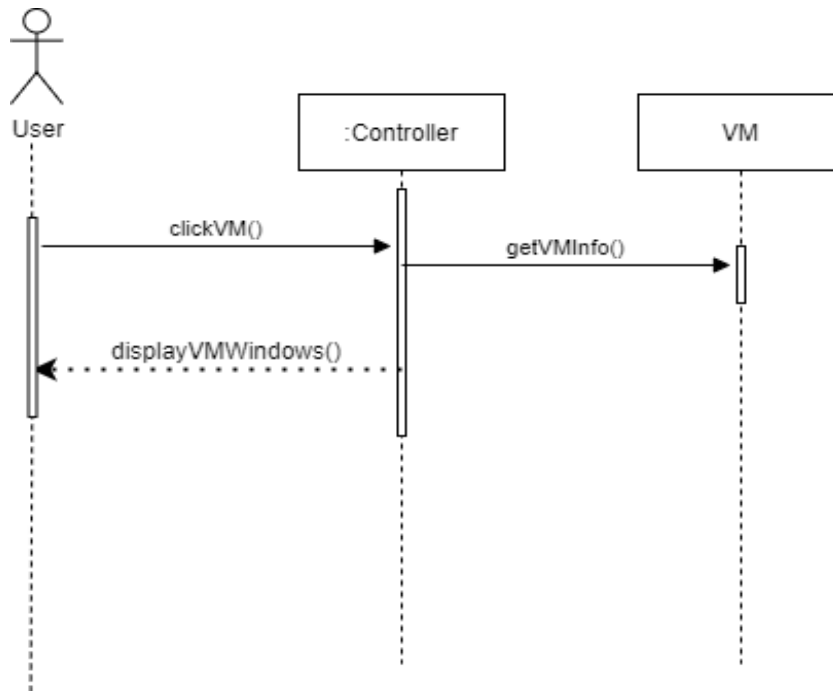 User
:Controller
VM
clickVM()
getVMInfo()
displayVMWindows()